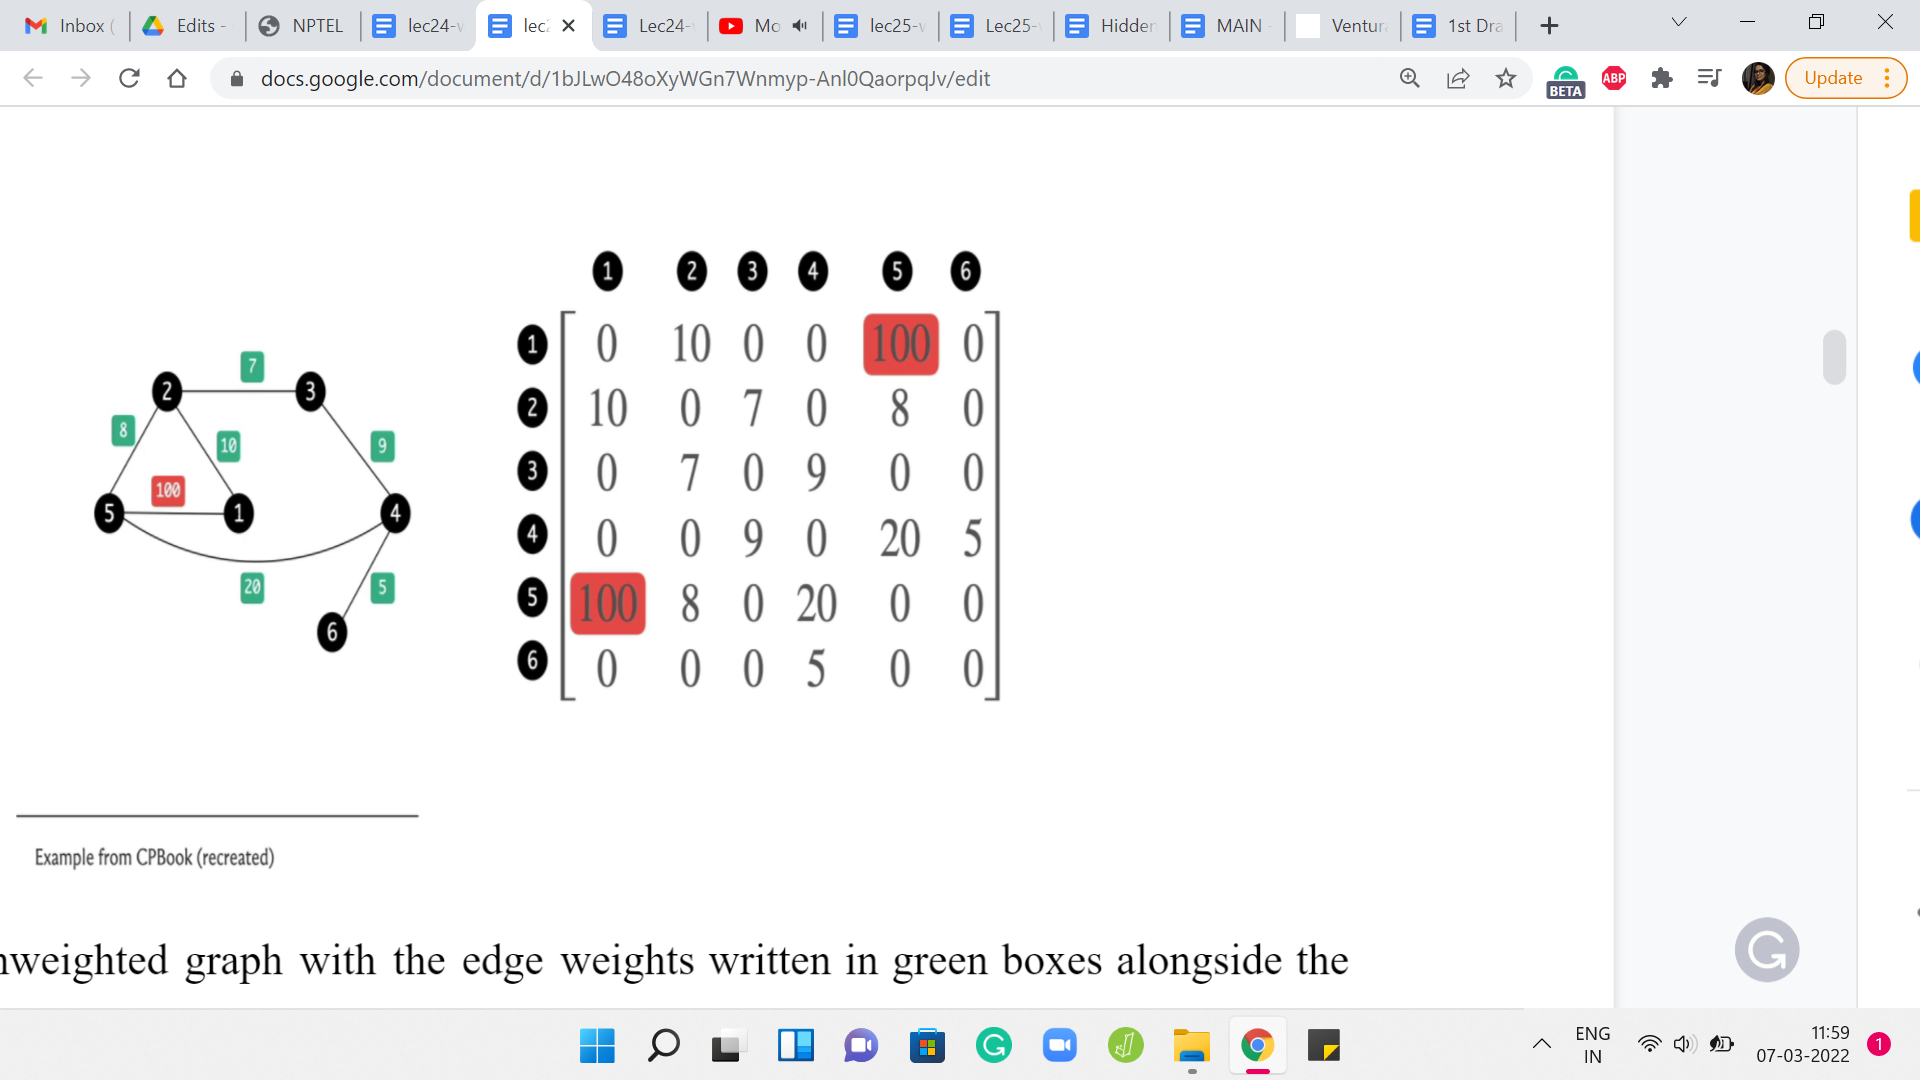 Inbox (
Edits -
NPTEL
lec24-v
lec2
Lec24-
Mo
lec25-v
Lec25-
Hidden
MAIN -
Ventura
1st Dra
docs.google.com/document/d/1bJLwO48oXyWGn7Wnmyp-Anl0QaorpqJv/edit
BETA
ABP
Update
1 2 3 4 5 6
1 0 10 0 0 100 0
2 10 0 7 0 8 0
3 0 7 0 9 0 0
4 0 0 9 0 20 5
5 100 8 0 20 0 0
6 0 0 0 5 0 0
7
2 3
8 10 9
100
5 1 4
20 5
6
Example from CPBook (recreated)
nweighted graph with the edge weights written in green boxes alongside the
ENG
IN
11:59
07-03-2022
1